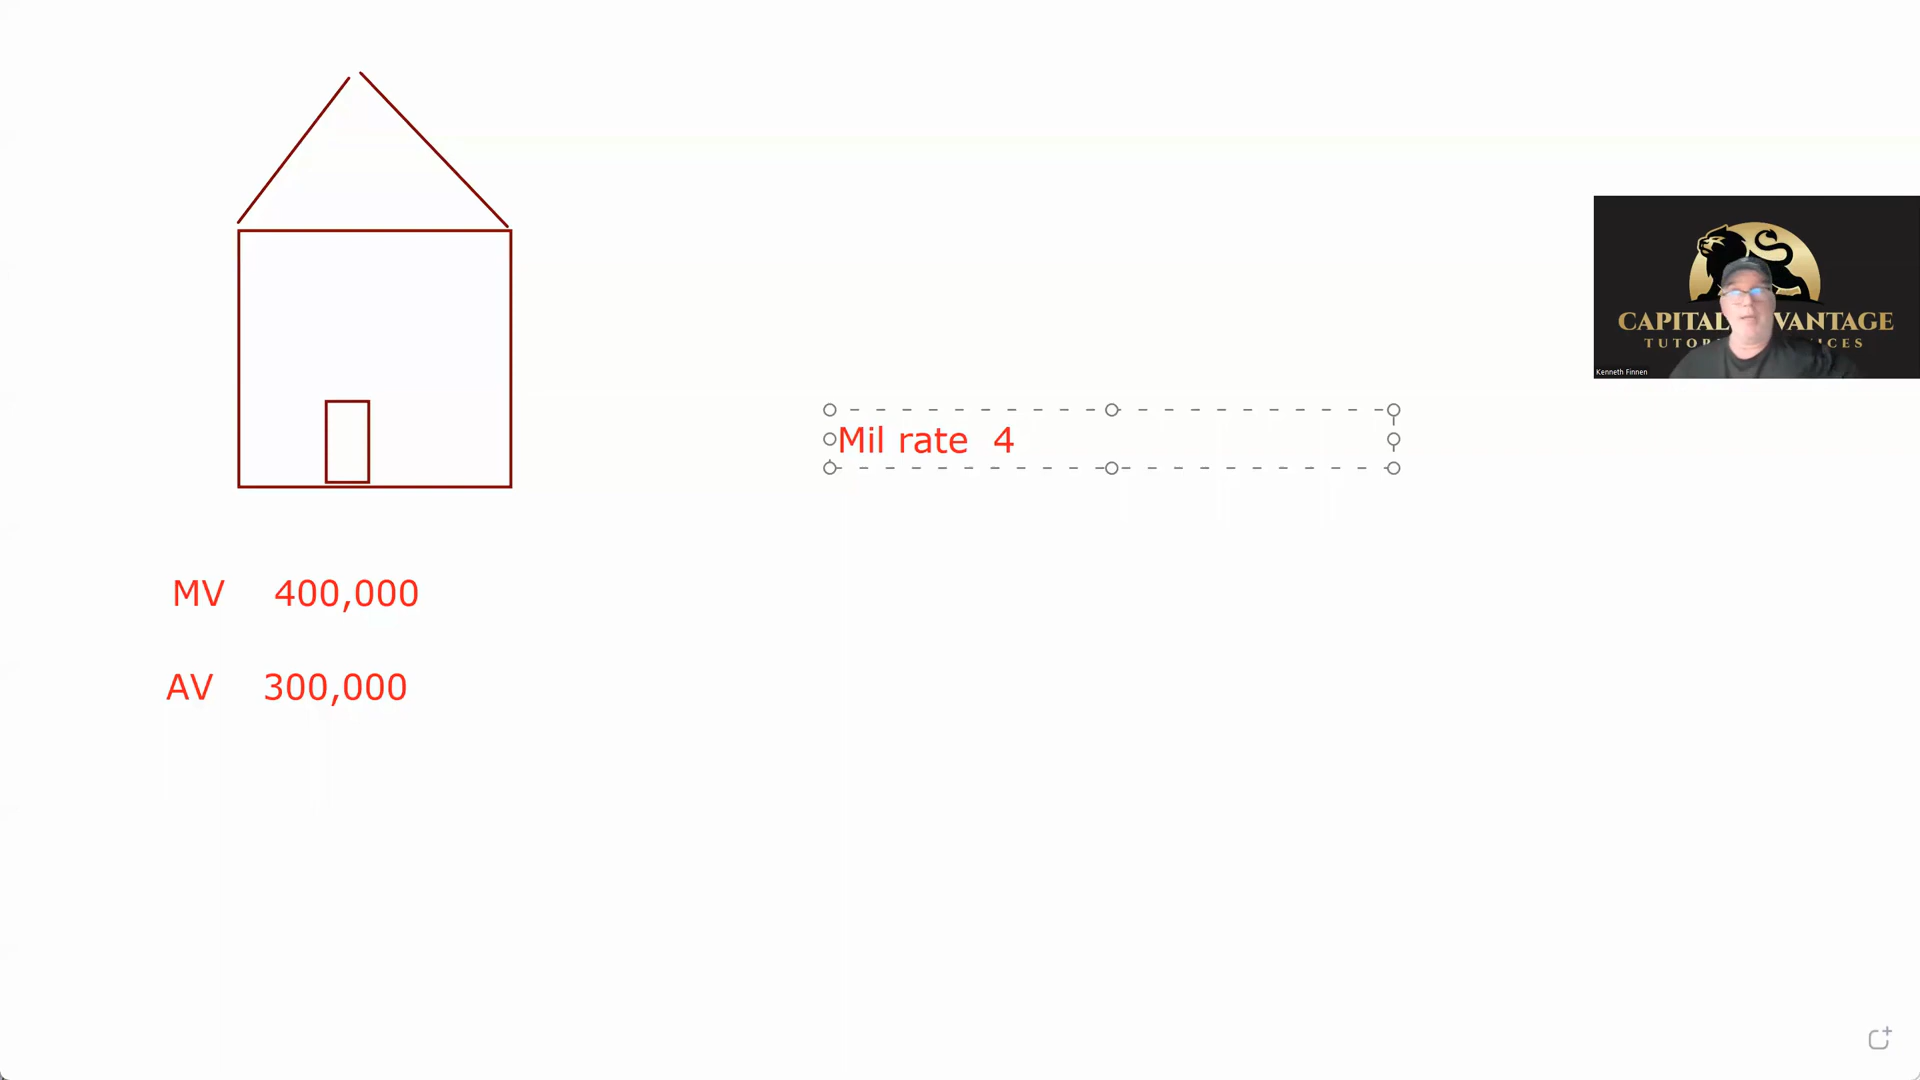 CAPITAL VANTAGE
Kenneth Finnen
Mil rate 4
MV 400,000
AV 300,000